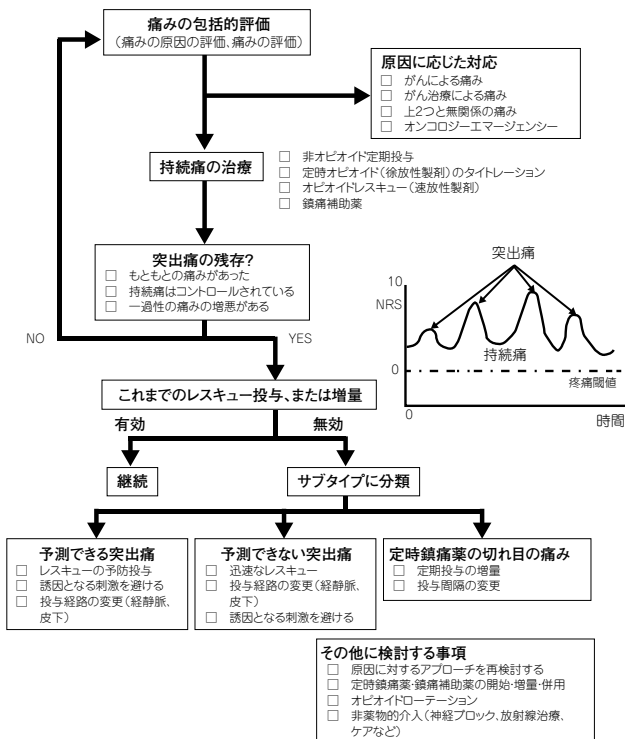 痛みの包括的評価
（痛みの原因の評価、痛みの評価）
原因に応じた対応
□ がんによる痛み
□ がん治療による痛み
□ 上2つと無関係の痛み
□ オンコロジーエマージェンシー
持続痛の治療
□ 非オピオイド定期投与
□ 定時オピオイド（徐放性製剤）のタイトレーション
□ オピオイドレスキュー（速放性製剤）
□ 鎮痛補助薬
突出痛の残存?
□ もともとの痛みがあった
□ 持続痛はコントロールされている
□ 一過性の痛みの増悪がある
NO
YES
突出痛
10
NRS
持続痛
0
疼痛閾値
0
時間
これまでのレスキュー投与、または増量
有効
無効
継続
サブタイプに分類
予測できる突出痛
□ レスキューの予防投与
□ 誘因となる刺激を避ける
□ 投与経路の変更（経静脈、
皮下）
予測できない突出痛
□ 迅速なレスキュー
□ 投与経路の変更（経静脈、
皮下）
□ 誘因となる刺激を避ける
定時鎮痛薬の切れ目の痛み
□ 定期投与の増量
□ 投与間隔の変更
その他に検討する事項
□ 原因に対するアプローチを再検討する
□ 定時鎮痛薬・鎮痛補助薬の開始・増量・併用
□ オピオイドローテーション
□ 非薬物的介入（神経ブロック、放射線治療、
ケアなど）